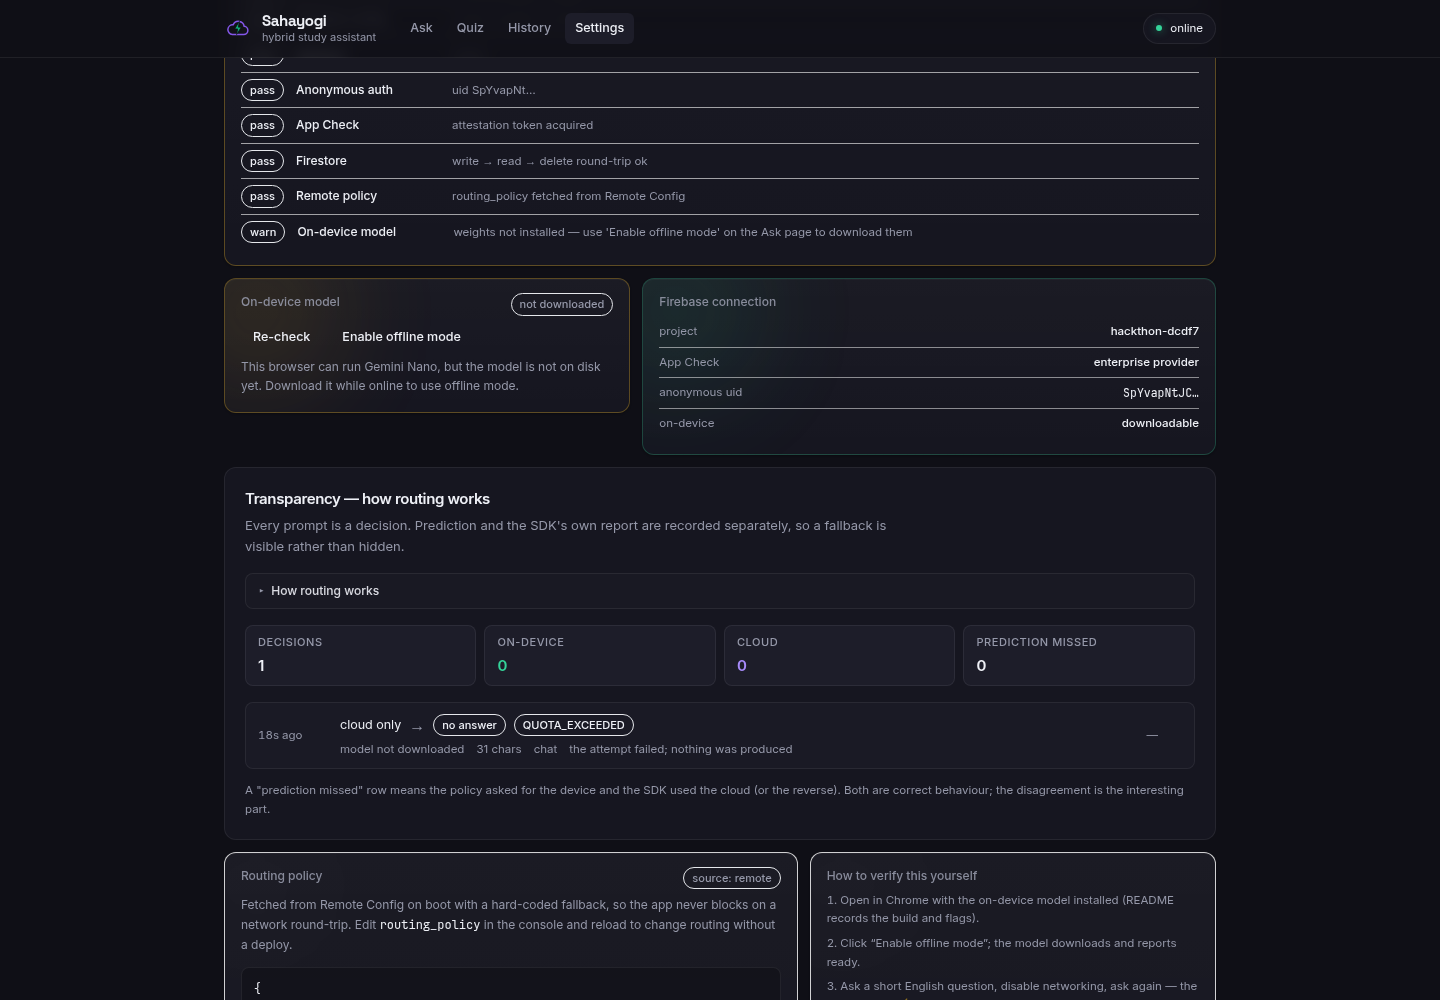 Sahayogi
hybrid study assistant
Ask
Quiz
History
Settings
online
pass Anonymous auth uid SpYvapNt...
pass App Check attestation token acquired
pass Firestore write → read → delete round-trip ok
pass Remote policy routing_policy fetched from Remote Config
warn On-device model weights not installed — use 'Enable offline mode' on the Ask page to download them
On-device model
not downloaded
Re-check
Enable offline mode
This browser can run Gemini Nano, but the model is not on disk
yet. Download it while online to use offline mode.
Firebase connection
project hackthon-dcdf7
App Check enterprise provider
anonymous uid SpYvapNtJC…
on-device downloadable
Transparency — how routing works
Every prompt is a decision. Prediction and the SDK's own report are recorded separately, so a fallback is
visible rather than hidden.
‣ How routing works
DECISIONS
1
ON-DEVICE
0
CLOUD
0
PREDICTION MISSED
0
18s ago
cloud only → no answer QUOTA_EXCEEDED
model not downloaded 31 chars chat the attempt failed; nothing was produced
—
A "prediction missed" row means the policy asked for the device and the SDK used the cloud (or the reverse). Both are correct behaviour; the disagreement is the interesting
part.
Routing policy
source: remote
Fetched from Remote Config on boot with a hard-coded fallback, so the app never blocks on a
network round-trip. Edit routing_policy in the console and reload to change routing without
a deploy.
{
How to verify this yourself
1. Open in Chrome with the on-device model installed (README
records the build and flags).
2. Click “Enable offline mode”; the model downloads and reports
ready.
3. Ask a short English question, disable networking, ask again — the